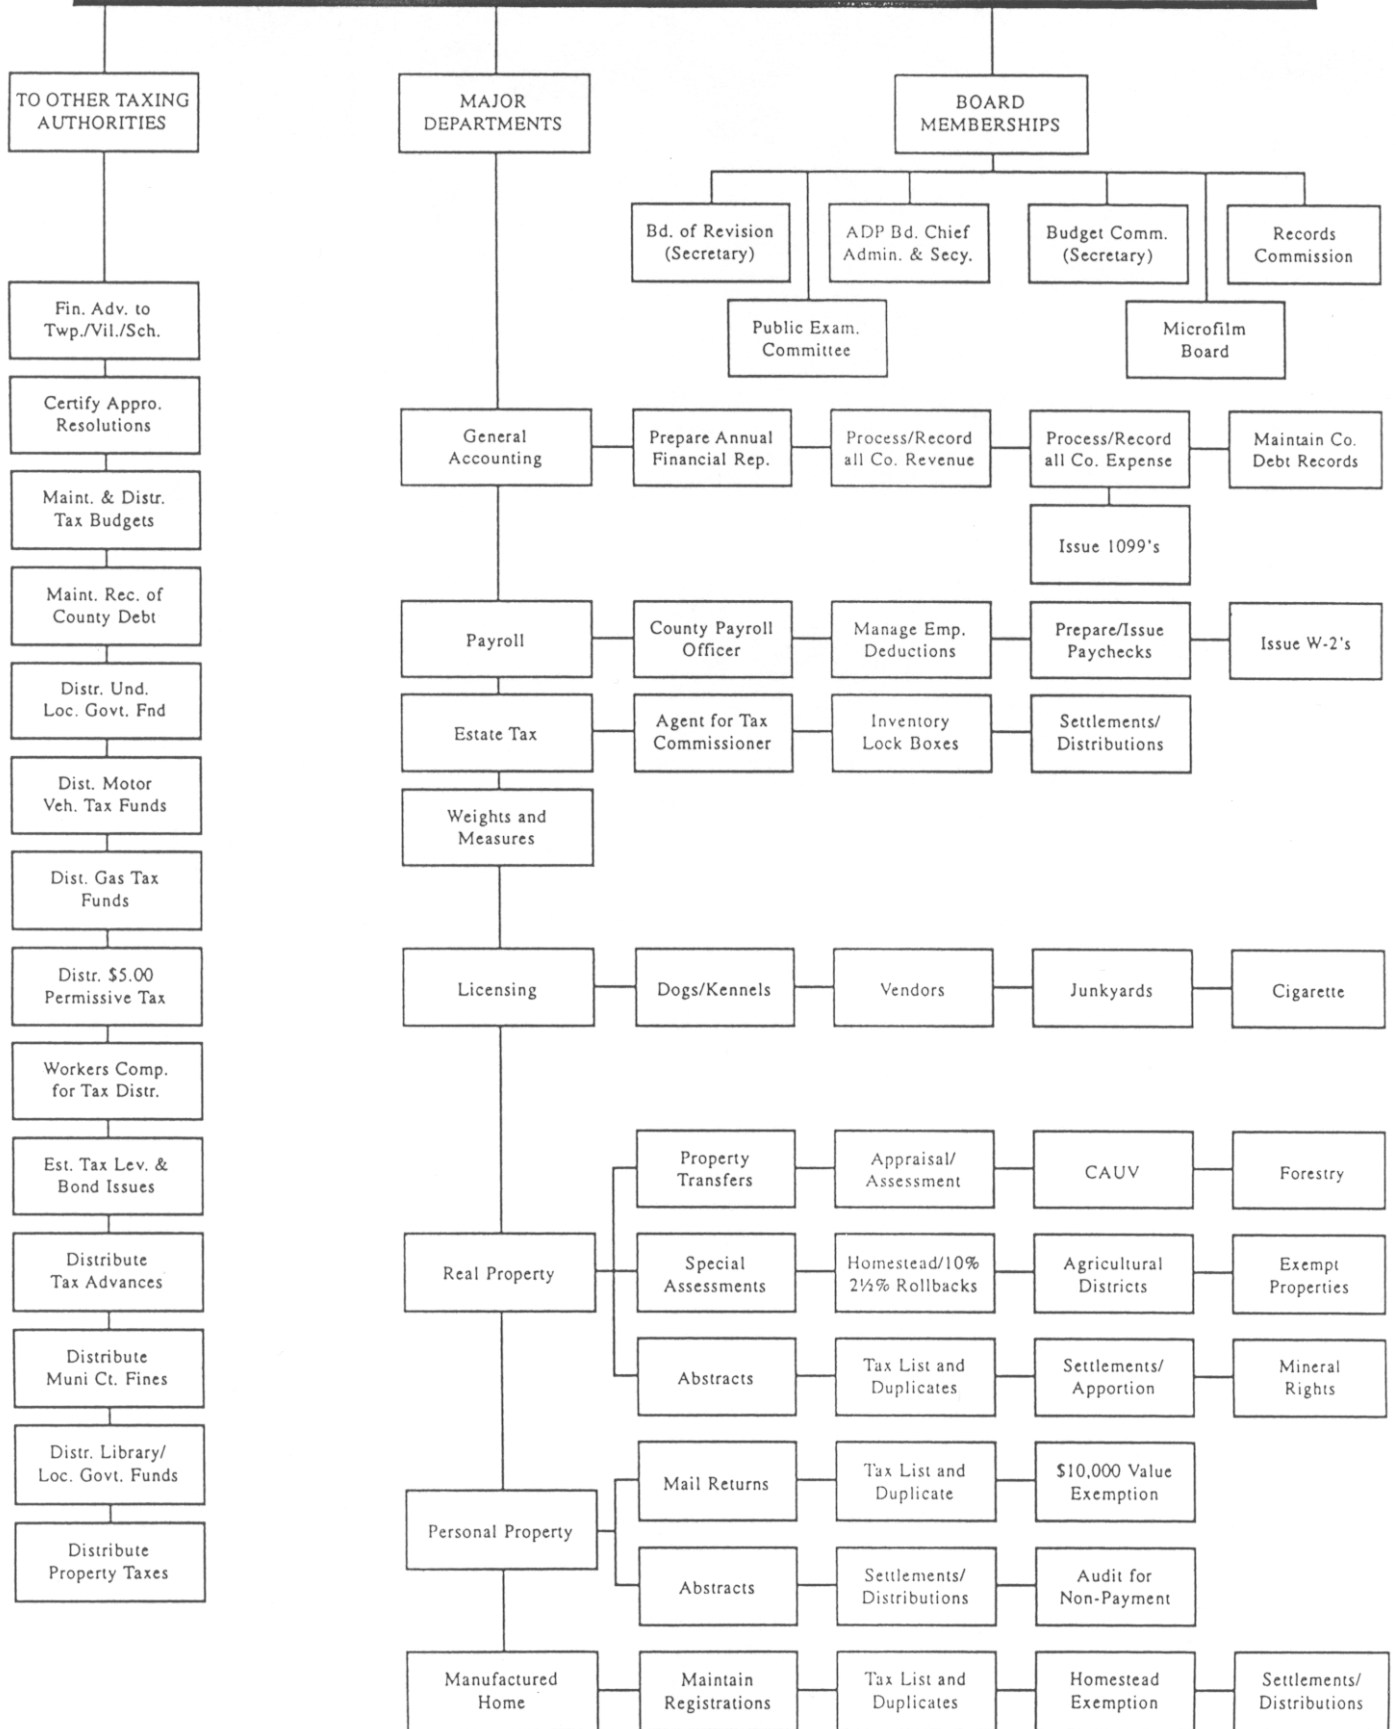 TO OTHER TAXING
AUTHORITIES
MAJOR
DEPARTMENTS
BOARD
MEMBERSHIPS
Bd. of Revision
(Secretary)
ADP Bd. Chief
Admin. & Secy.
Budget Comm.
(Secretary)
Records
Commission
Public Exam.
Committee
Microfilm
Board
Fin. Adv. to
Twp./Vil./Sch.
Certify Appro.
Resolutions
Maint. & Distr.
Tax Budgets
Maint. Rec. of
County Debt
Distr. Und.
Loc. Govt. Fnd
Dist. Motor
Veh. Tax Funds
Dist. Gas Tax
Funds
Distr. $5.00
Permissive Tax
Workers Comp.
for Tax Distr.
Est. Tax Lev. &
Bond Issues
Distribute
Tax Advances
Distribute
Muni Ct. Fines
Distr. Library/
Loc. Govt. Funds
Distribute
Property Taxes
General
Accounting
Prepare Annual
Financial Rep.
Process/Record
all Co. Revenue
Process/Record
all Co. Expense
Maintain Co.
Debt Records
Issue 1099's
Payroll
County Payroll
Officer
Manage Emp.
Deductions
Prepare/Issue
Paychecks
Issue W-2's
Estate Tax
Agent for Tax
Commissioner
Inventory
Lock Boxes
Settlements/
Distributions
Weights and
Measures
Licensing
Dogs/Kennels
Vendors
Junkyards
Cigarette
Real Property
Property
Transfers
Appraisal/
Assessment
CAUV
Forestry
Special
Assessments
Homestead/10%
2½% Rollbacks
Agricultural
Districts
Exempt
Properties
Abstracts
Tax List and
Duplicates
Settlements/
Apportion
Mineral
Rights
Personal Property
Mail Returns
Tax List and
Duplicate
$10,000 Value
Exemption
Abstracts
Settlements/
Distributions
Audit for
Non-Payment
Manufactured
Home
Maintain
Registrations
Tax List and
Duplicates
Homestead
Exemption
Settlements/
Distributions